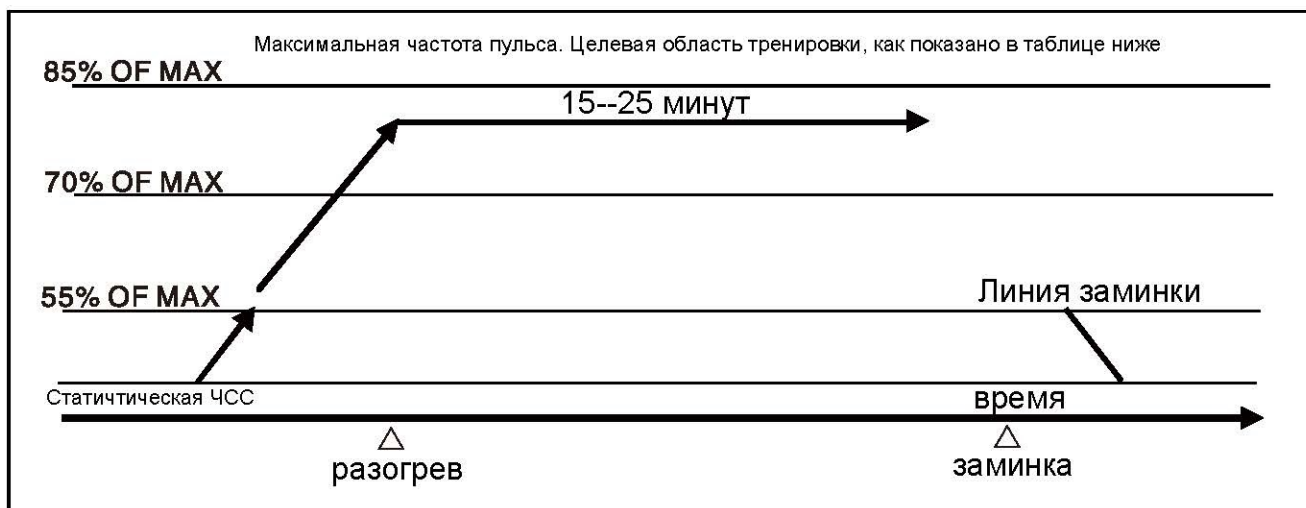 Максимальная частота пульса. Целевая область тренировки, как показано в таблице ниже
85% OF MAX
15--25 минут
70% OF MAX
55% OF MAX
Линия заминки
Статичтическая ЧСС
время
разогрев
заминка